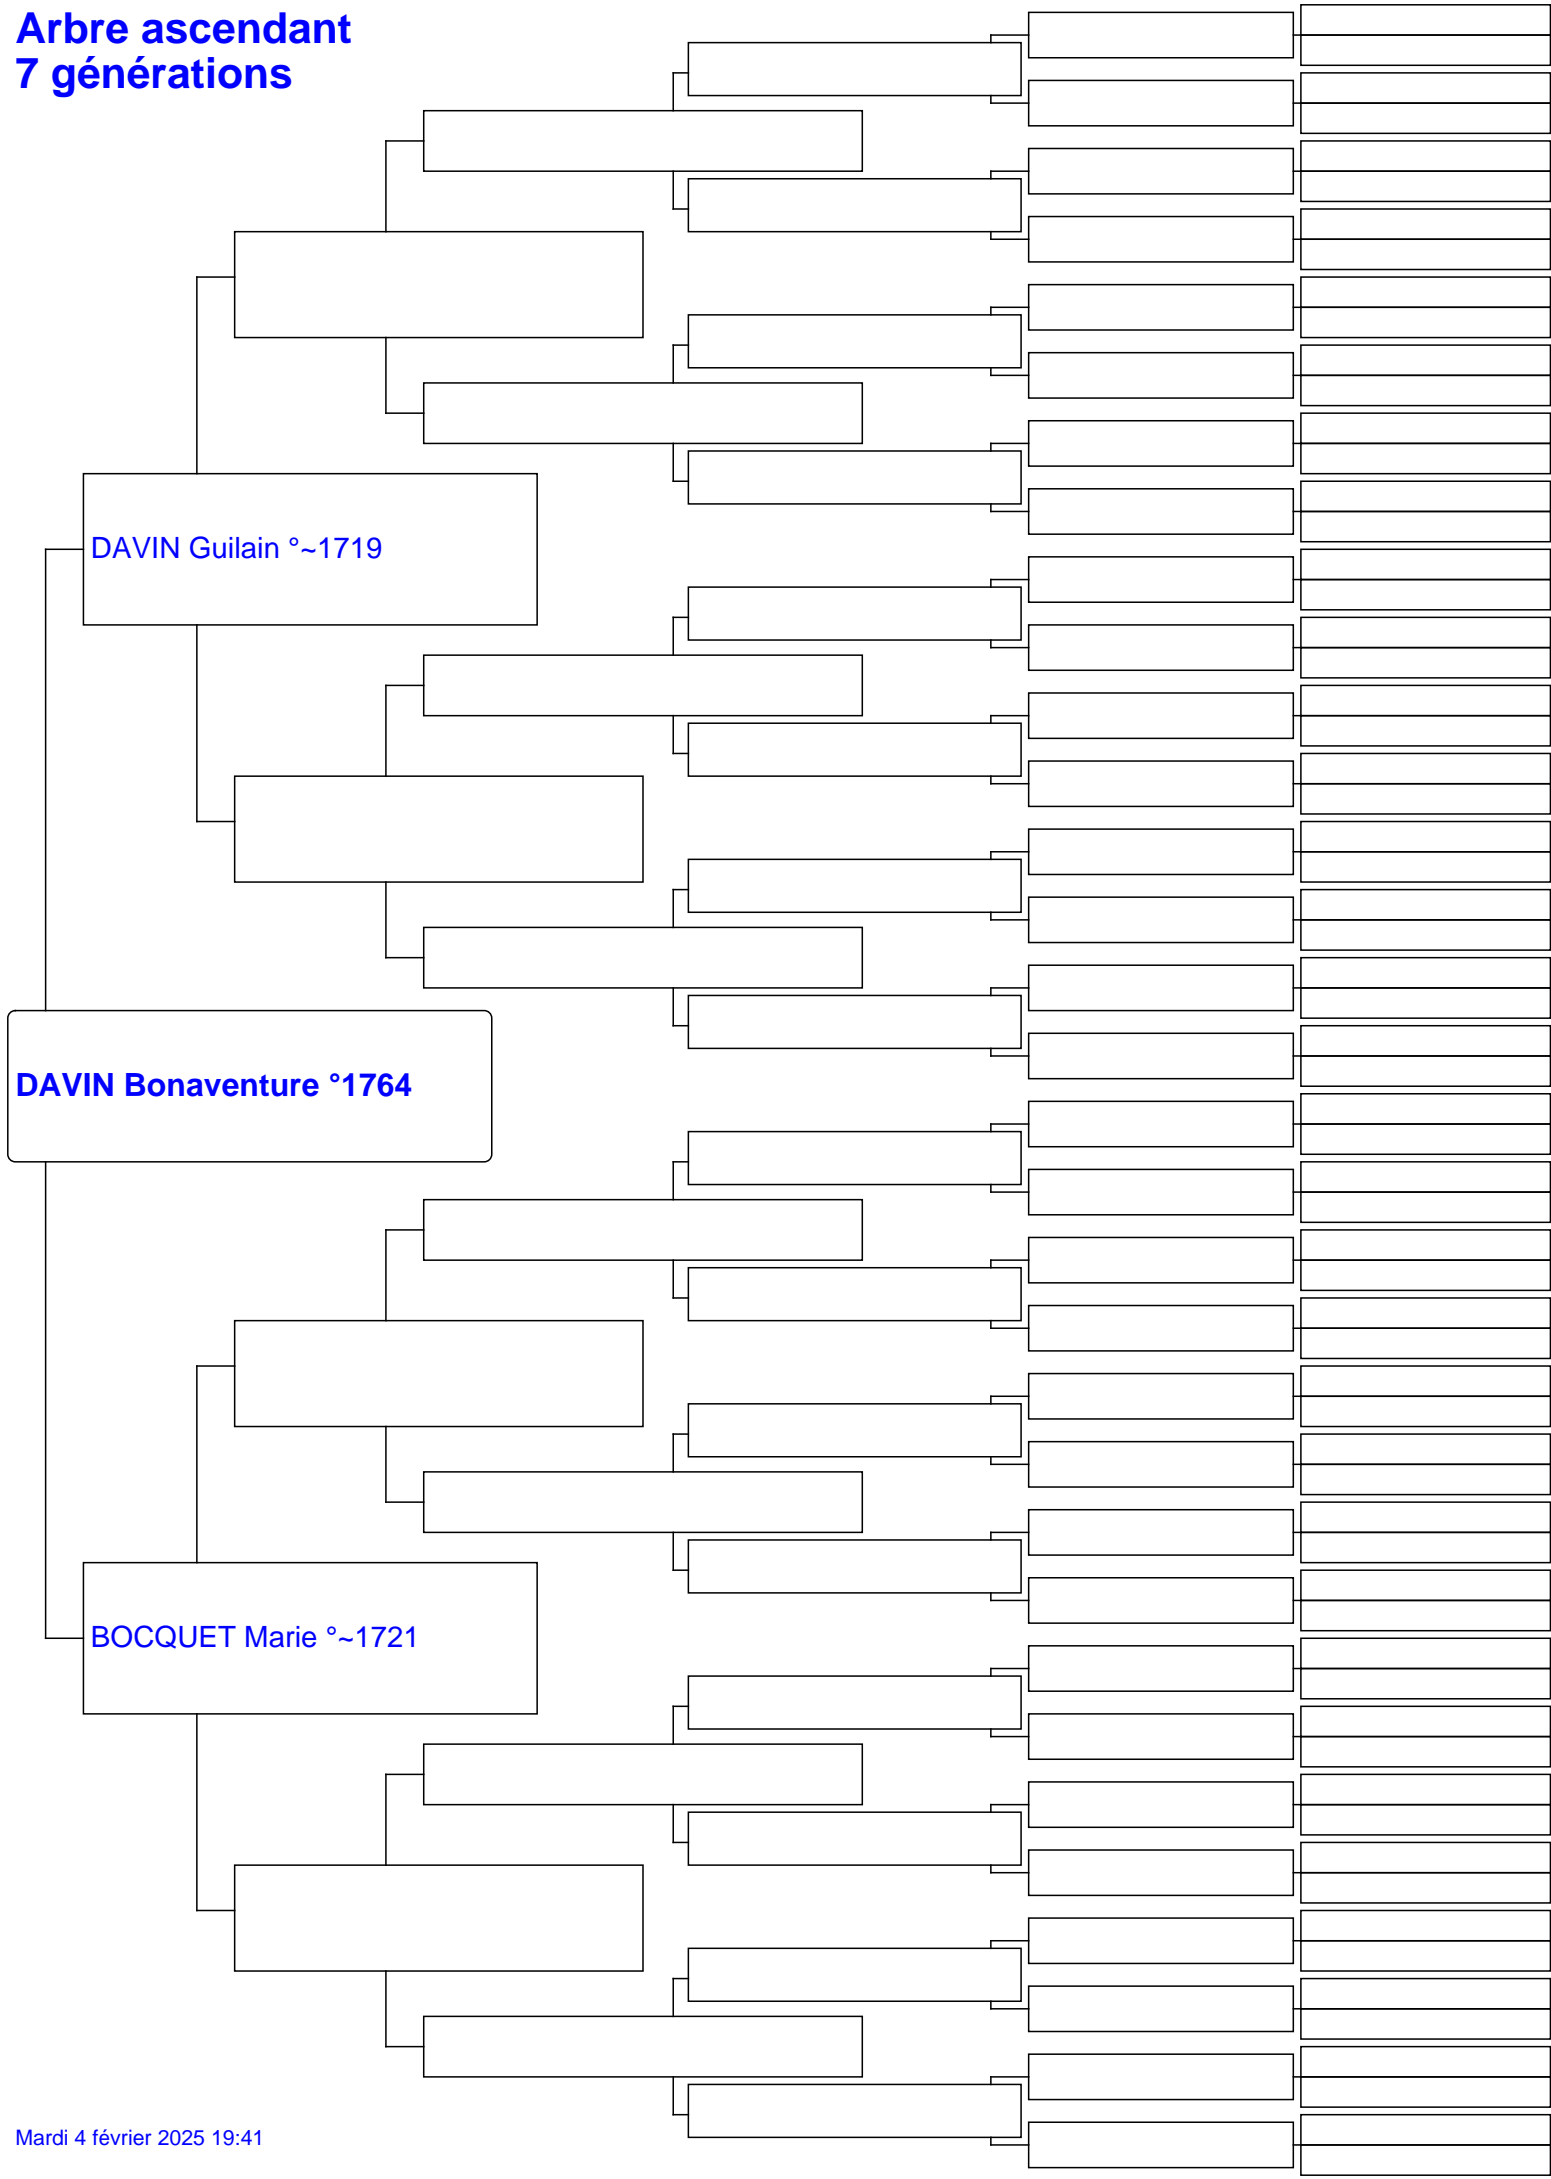 Arbre ascendant
7 générations
DAVIN Guilain °~1719
DAVIN Bonaventure °1764
BOCQUET Marie °~1721
Mardi 4 février 2025 19:41